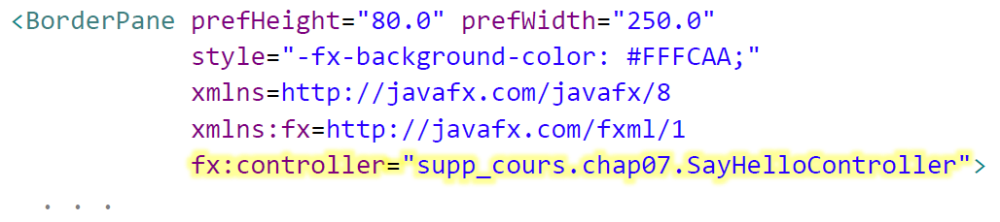 <BorderPane prefHeight="80.0" prefWidth="250.0"
style="-fx-background-color: #FFFCAA;"
xmlns=http://javafx.com/javafx/8
xmlns:fx=http://javafx.com/fxml/1
fx:controller="supp_cours.chap07.SayHelloController">
. . .